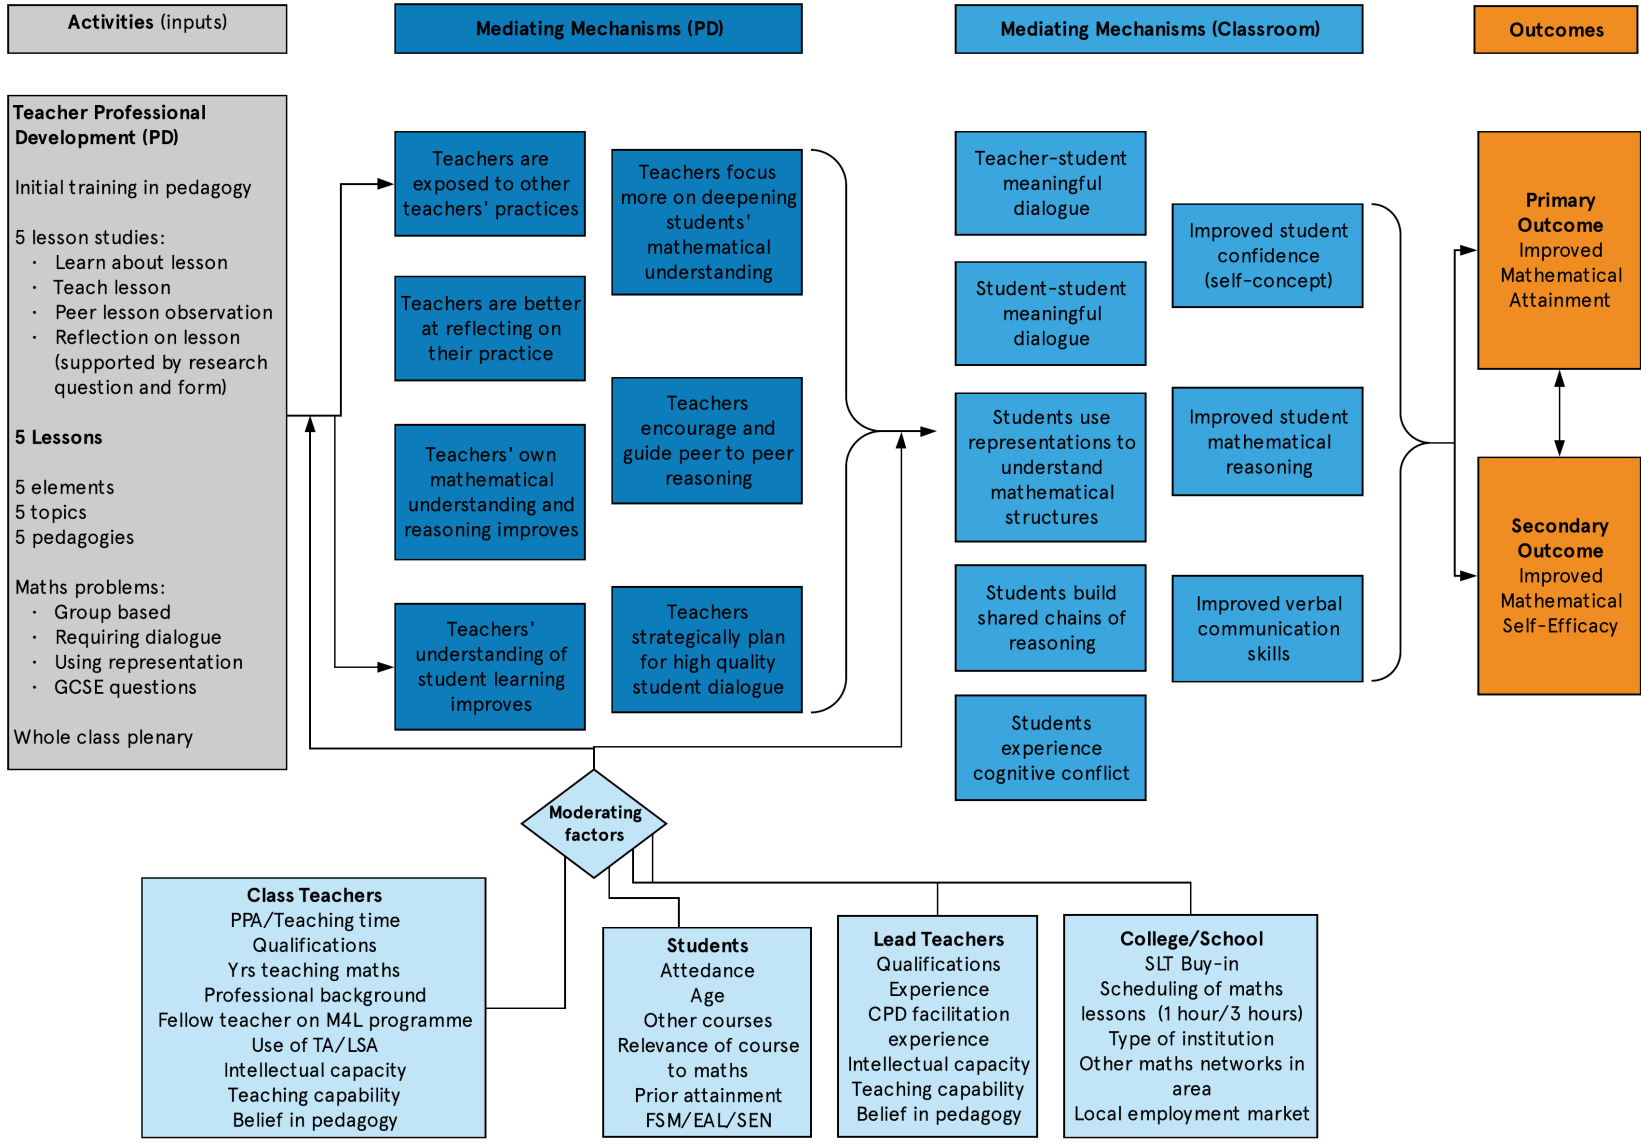 Activities (inputs)
Mediating Mechanisms (PD)
Mediating Mechanisms (Classroom)
Outcomes
Teacher Professional
Development (PD)
Initial training in pedagogy
5 lesson studies:
· Learn about lesson
· Teach lesson
· Peer lesson observation
· Reflection on lesson
(supported by research
question and form)
5 Lessons
5 elements
5 topics
5 pedagogies
Maths problems:
· Group based
· Requiring dialogue
· Using representation
· GCSE questions
Whole class plenary
Teachers are
exposed to other
teachers' practices
Teachers are better
at reflecting on
their practice
Teachers' own
mathematical
understanding and
reasoning improves
Teachers'
understanding of
student learning
improves
Teachers focus
more on deepening
students'
mathematical
understanding
Teachers
encourage and
guide peer to peer
reasoning
Teachers
strategically plan
for high quality
student dialogue
Teacher-student
meaningful
dialogue
Student-student
meaningful
dialogue
Students use
representations to
understand
mathematical
structures
Students build
shared chains of
reasoning
Students
experience
cognitive conflict
Improved student
confidence
(self-concept)
Improved student
mathematical
reasoning
Improved verbal
communication
skills
Primary
Outcome
Improved
Mathematical
Attainment
Secondary
Outcome
Improved
Mathematical
Self-Efficacy
Moderating
factors
Class Teachers
PPA/Teaching time
Qualifications
Yrs teaching maths
Professional background
Fellow teacher on M4L programme
Use of TA/LSA
Intellectual capacity
Teaching capability
Belief in pedagogy
Students
Attedance
Age
Other courses
Relevance of course
to maths
Prior attainment
FSM/EAL/SEN
Lead Teachers
Qualifications
Experience
CPD facilitation
experience
Intellectual capacity
Teaching capability
Belief in pedagogy
College/School
SLT Buy-in
Scheduling of maths
lessons (1 hour/3 hours)
Type of institution
Other maths networks in
area
Local employment market